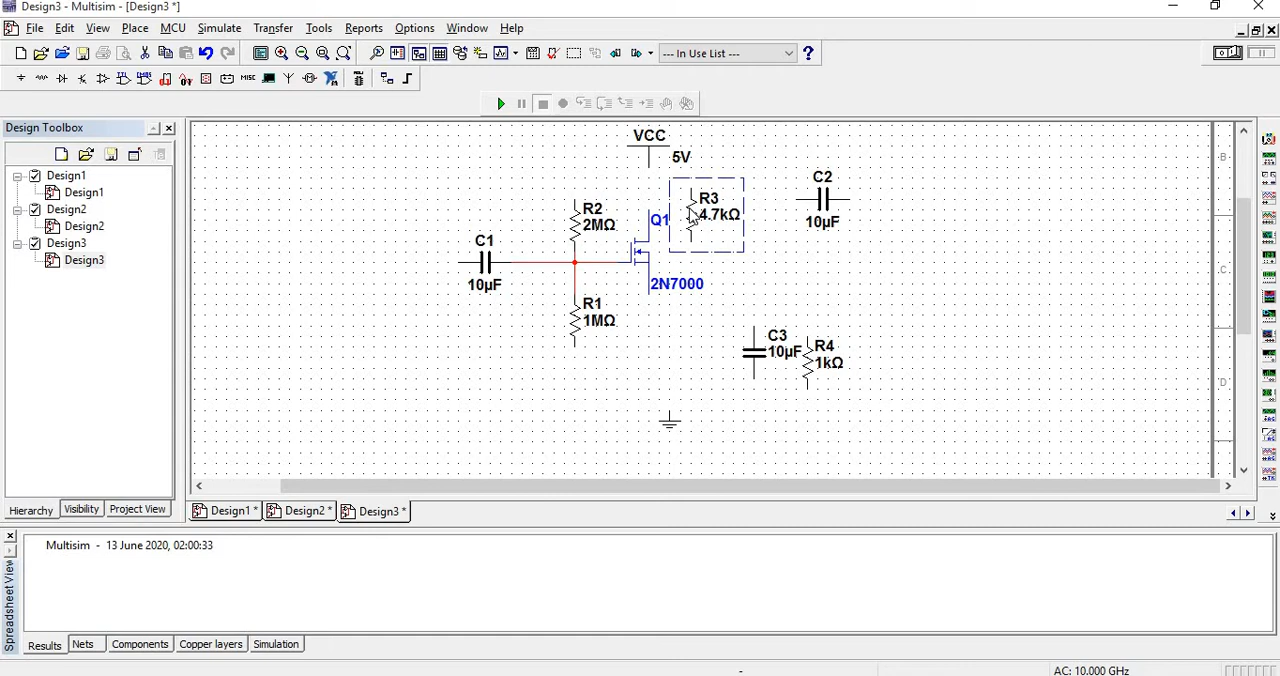 Design3 - Multisim - [Design3 *]
File Edit View Place MCU Simulate Transfer Tools Reports Options Window Help
--- In Use List ---
MISC
Design Toolbox
Design1
Design1
Design2
Design2
Design3
Design3
Hierarchy Visibility Project View
VCC
5V
R2
2MΩ
Q1
R3
4.7kΩ
C2
10µF
C1
10µF
2N7000
R1
1MΩ
C3
10µF
R4
1kΩ
B
C
D
Design1 * Design2 * Design3 *
Multisim - 13 June 2020, 02:00:33
Spreadsheet View
Results Nets Components Copper layers Simulation
- AC: 10.000 GHz